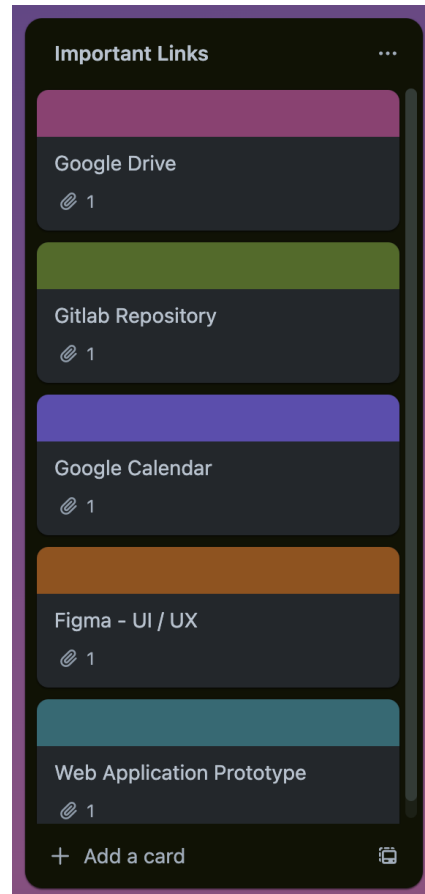 Important Links
Google Drive
1
Gitlab Repository
1
Google Calendar
1
Figma - UI / UX
1
Web Application Prototype
1
+ Add a card